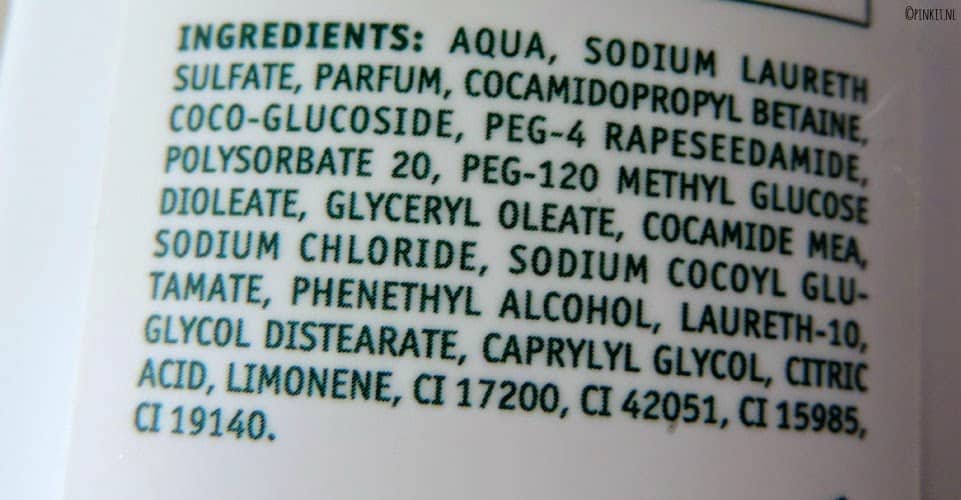 ©PINKIT.NL
INGREDIENTS: AQUA, SODIUM LAURETH
SULFATE, PARFUM, COCAMIDOPROPYL BETAINE,
COCO-GLUCOSIDE, PEG-4 RAPESEEDAMIDE,
POLYSORBATE 20, PEG-120 METHYL GLUCOSE
DIOLEATE, GLYCERYL OLEATE, COCAMIDE MEA,
SODIUM CHLORIDE, SODIUM COCOYL GLU-
TAMATE, PHENETHYL ALCOHOL, LAURETH-10,
GLYCOL DISTEARATE, CAPRYLYL GLYCOL, CITRIC
ACID, LIMONENE, CI 17200, CI 42051, CI 15985,
CI 19140.